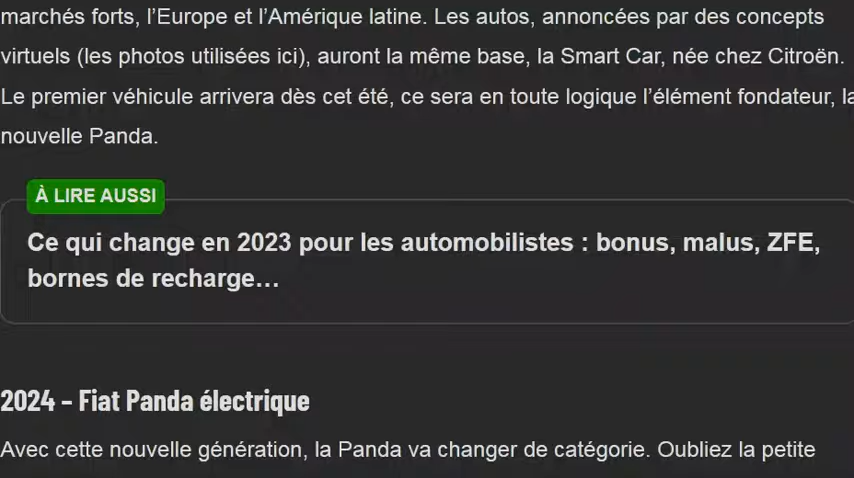 marchés forts, l’Europe et l’Amérique latine. Les autos, annoncées par des concepts
virtuels (les photos utilisées ici), auront la même base, la Smart Car, née chez Citroën.
Le premier véhicule arrivera dès cet été, ce sera en toute logique l’élément fondateur, la
nouvelle Panda.
À LIRE AUSSI
Ce qui change en 2023 pour les automobilistes : bonus, malus, ZFE,
bornes de recharge…
2024 - Fiat Panda électrique
Avec cette nouvelle génération, la Panda va changer de catégorie. Oubliez la petite